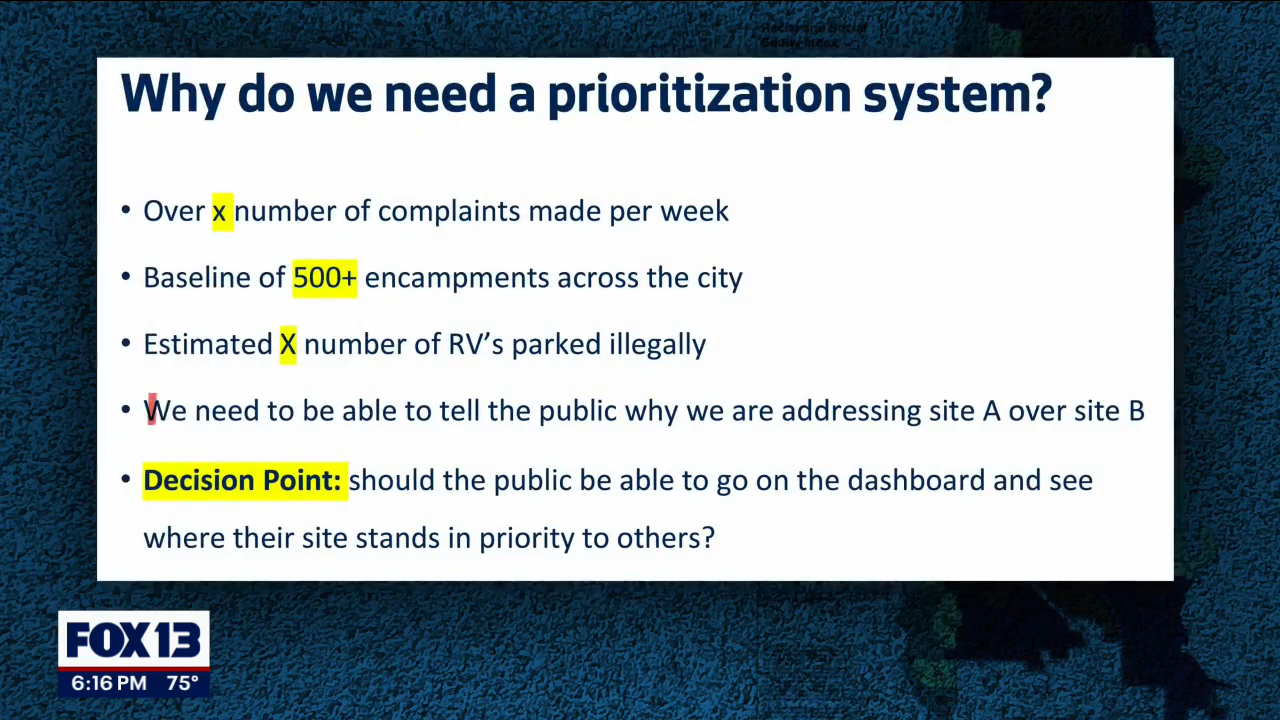 Why do we need a prioritization system?
• Over x number of complaints made per week
• Baseline of 500+ encampments across the city
• Estimated X number of RV’s parked illegally
• We need to be able to tell the public why we are addressing site A over site B
• Decision Point: should the public be able to go on the dashboard and see
where their site stands in priority to others?
FOX 13
6:16 PM 75°